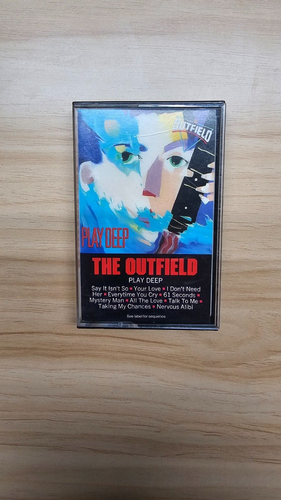 OUTFIELD
PLAY DEEP
THE OUTFIELD
PLAY DEEP
Say It Isn't So • Your Love • I Don't Need
Her • Everytime You Cry • 61 Seconds •
Mystery Man • All The Love • Talk To Me •
Taking My Chances • Nervous Alibi
See label for sequence